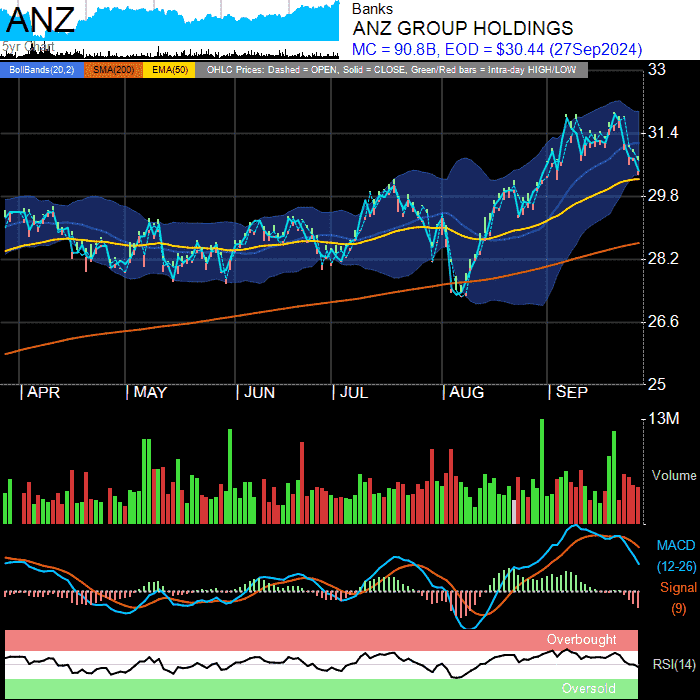 ANZ
5yr Chart
Banks
ANZ GROUP HOLDINGS
MC = 90.8B, EOD = $30.44 (27Sep2024)
BollBands(20,2) SMA(200) EMA(50) OHLC Prices: Dashed = OPEN, Solid = CLOSE, Green/Red bars = Intra-day HIGH/LOW
33
31.4
29.8
28.2
26.6
25
| APR | MAY | JUN | JUL | AUG | SEP
13M
Volume
MACD
(12-26)
Signal
(9)
Overbought
RSI(14)
Oversold